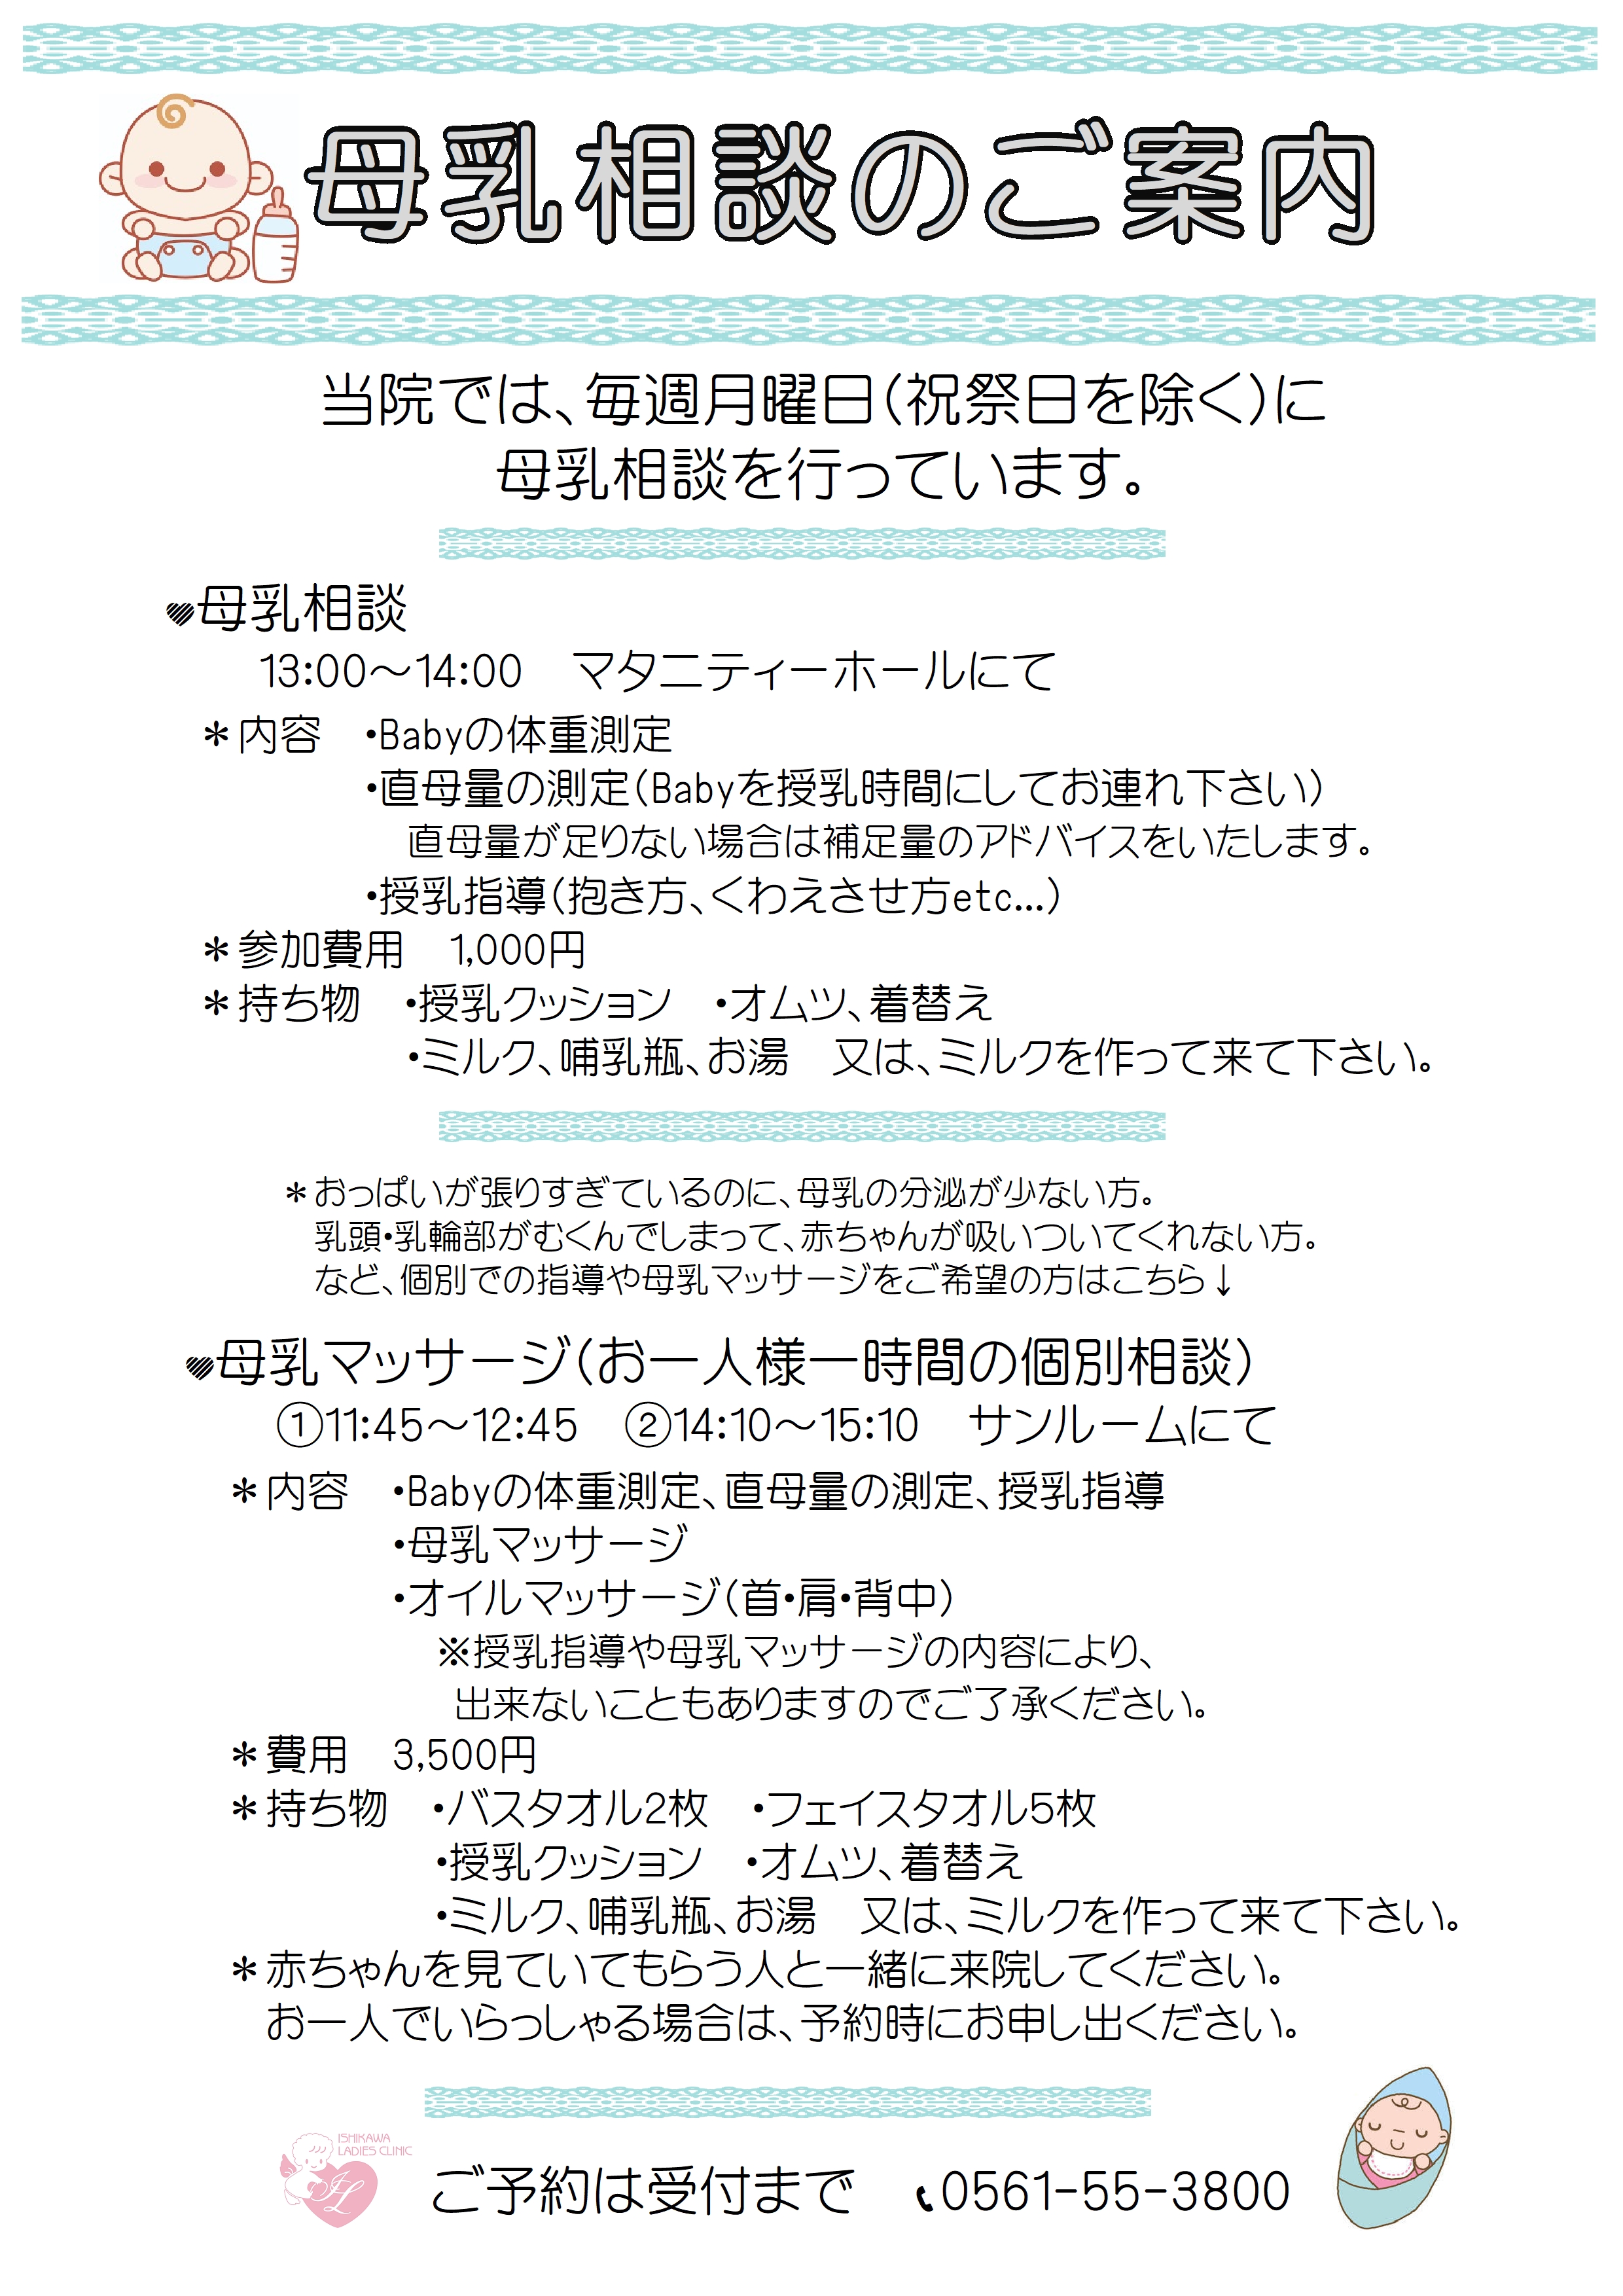 母乳相談のご案内
当院では、毎週月曜日(祝祭日を除く)に
母乳相談を行っています。
♥母乳相談
13:00～14:00　マタニティーホールにて
＊内容　・Babyの体重測定
・直母量の測定(Babyを授乳時間にしてお連れ下さい)
直母量が足りない場合は補足量のアドバイスをいたします。
・授乳指導(抱き方、くわえさせ方etc…)
＊参加費用　1,000円
＊持ち物　・授乳クッション　・オムツ、着替え
・ミルク、哺乳瓶、お湯　又は、ミルクを作って来て下さい。
＊おっぱいが張りすぎているのに、母乳の分泌が少ない方。
乳頭・乳輪部がむくんでしまって、赤ちゃんが吸いついてくれない方。
など、個別での指導や母乳マッサージをご希望の方はこちら↓
♥母乳マッサージ(お一人様一時間の個別相談)
①11:45～12:45　②14:10～15:10　サンルームにて
＊内容　・Babyの体重測定、直母量の測定、授乳指導
・母乳マッサージ
・オイルマッサージ(首・肩・背中)
※授乳指導や母乳マッサージの内容により、
出来ないこともありますのでご了承ください。
＊費用　3,500円
＊持ち物　・バスタオル2枚　・フェイスタオル5枚
・授乳クッション　・オムツ、着替え
・ミルク、哺乳瓶、お湯　又は、ミルクを作って来て下さい。
＊赤ちゃんを見ていてもらう人と一緒に来院してください。
お一人でいらっしゃる場合は、予約時にお申し出ください。
ISHIKAWA
LADIES CLINIC
IL
ご予約は受付まで　0561-55-3800